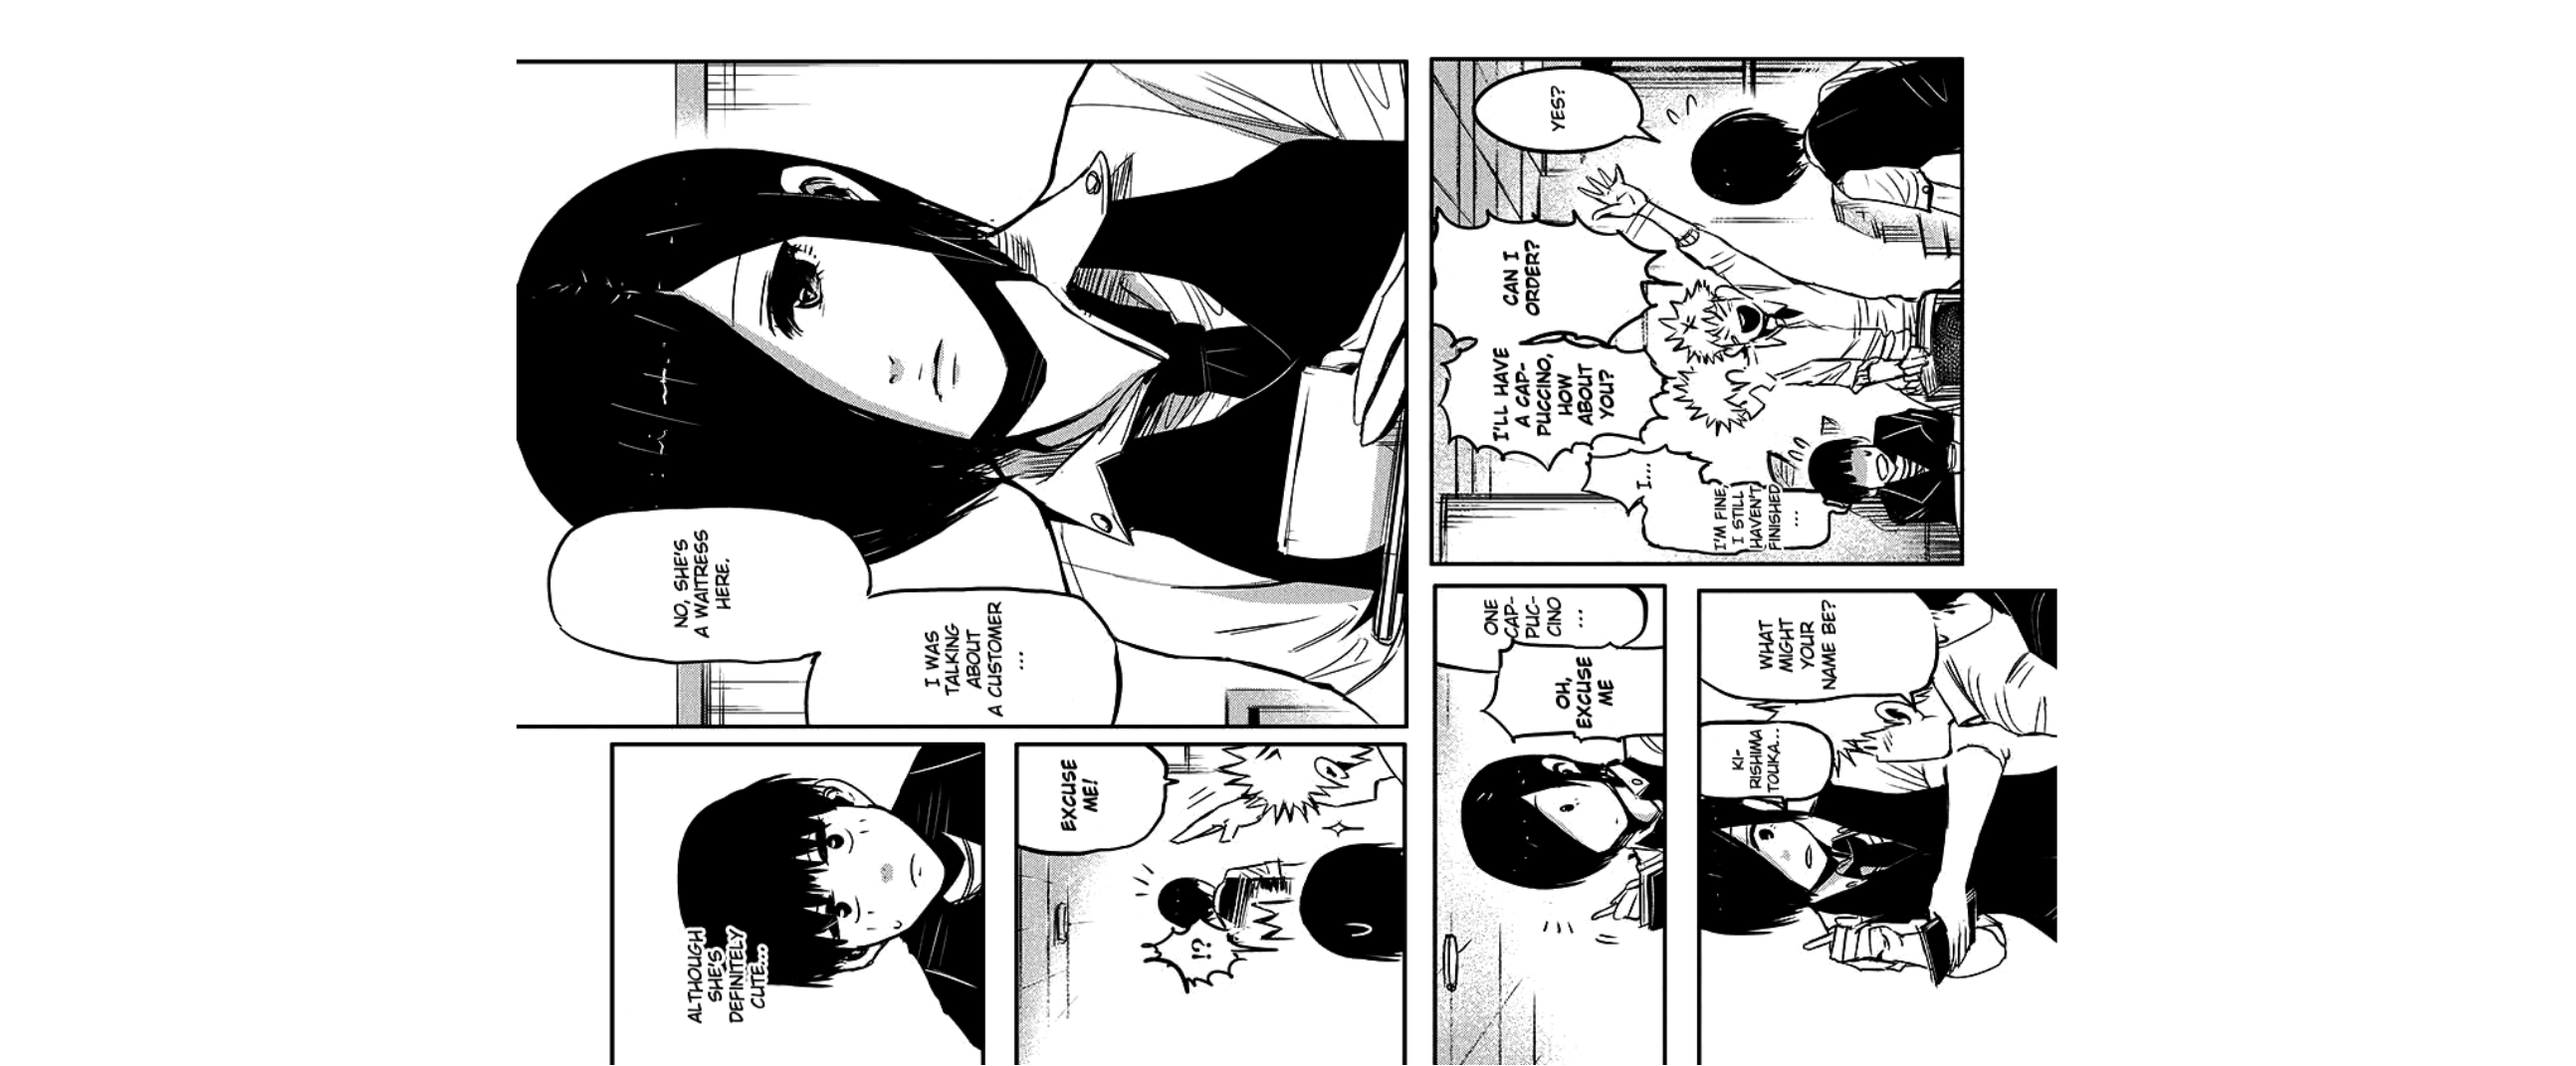 NO, SHE'S
A WAITRESS
HERE.
I WAS
TALKING
ABOUT
A CUSTOMER
...
ALTHOUGH
SHE'S
DEFINITELY
CUTE...
EXCUSE
ME!
!?
YES?
CAN I
ORDER?
I'LL HAVE
A CAP-
PUCCINO,
HOW
ABOUT
YOU?
I...
I'M FINE,
I STILL
HAVEN'T
FINISHED
...
ONE
CAP-
PUC-
CINO
...
OH,
EXCUSE
ME
WHAT
MIGHT
YOUR
NAME BE?
KI-
RISHIMA
TOUKA...